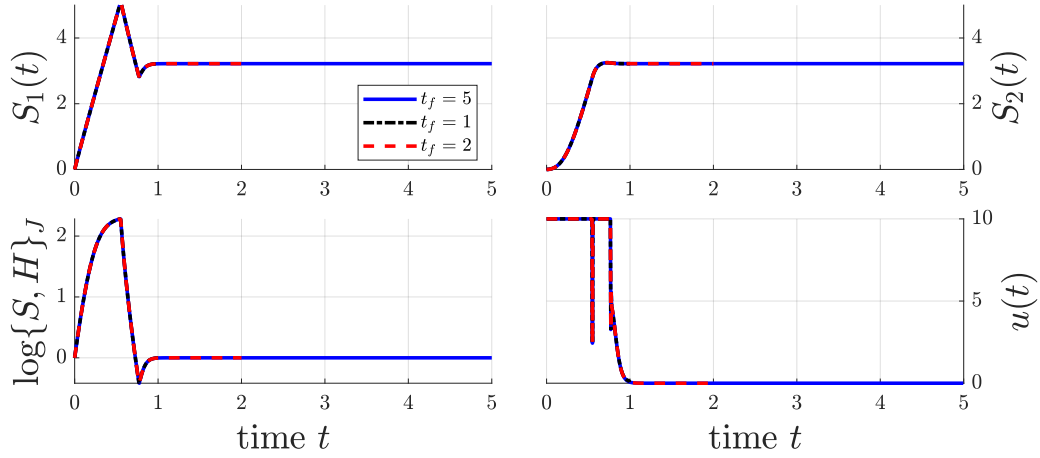 S₁(t)
4
2
0
0 1 2 3 4 5
t_f = 5
t_f = 1
t_f = 2
4
2
0
S₂(t)
0 1 2 3 4 5
log{S, H}_J
2
1
0
0 1 2 3 4 5
time t
10
5
0
u(t)
0 1 2 3 4 5
time t